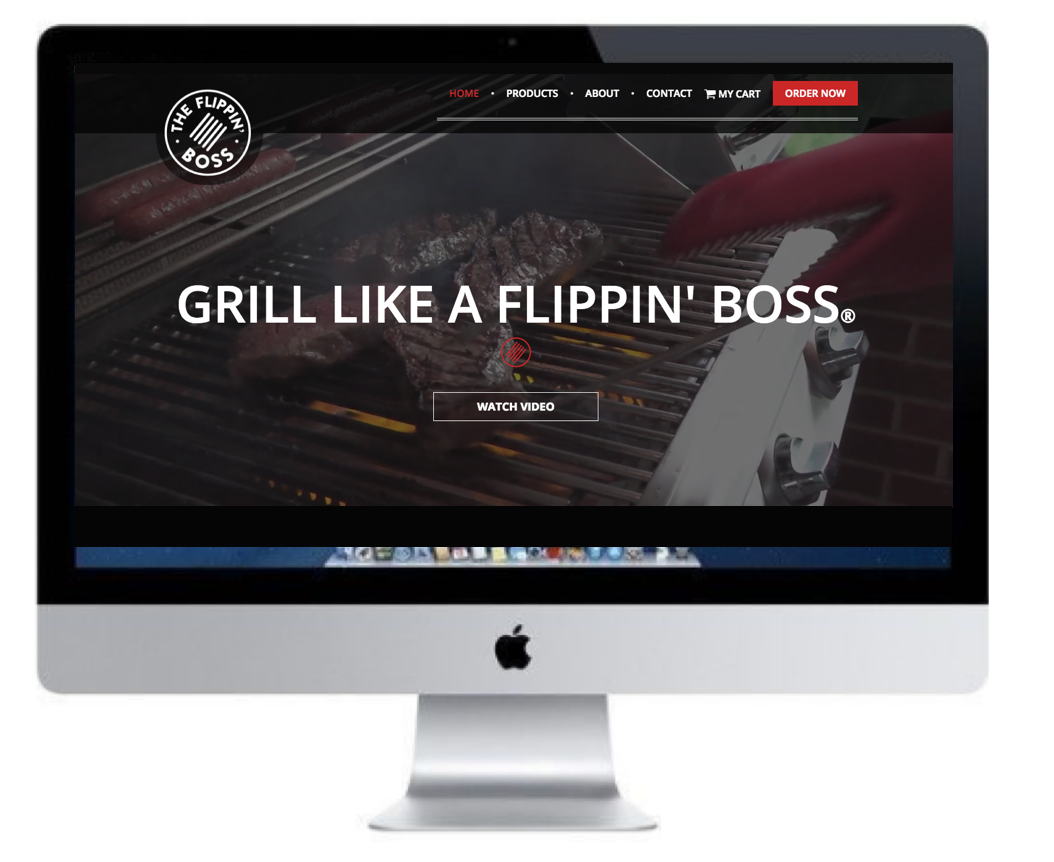 THE FLIPPIN'
BOSS
HOME • PRODUCTS • ABOUT • CONTACT MY CART ORDER NOW
GRILL LIKE A FLIPPIN' BOSS®
WATCH VIDEO